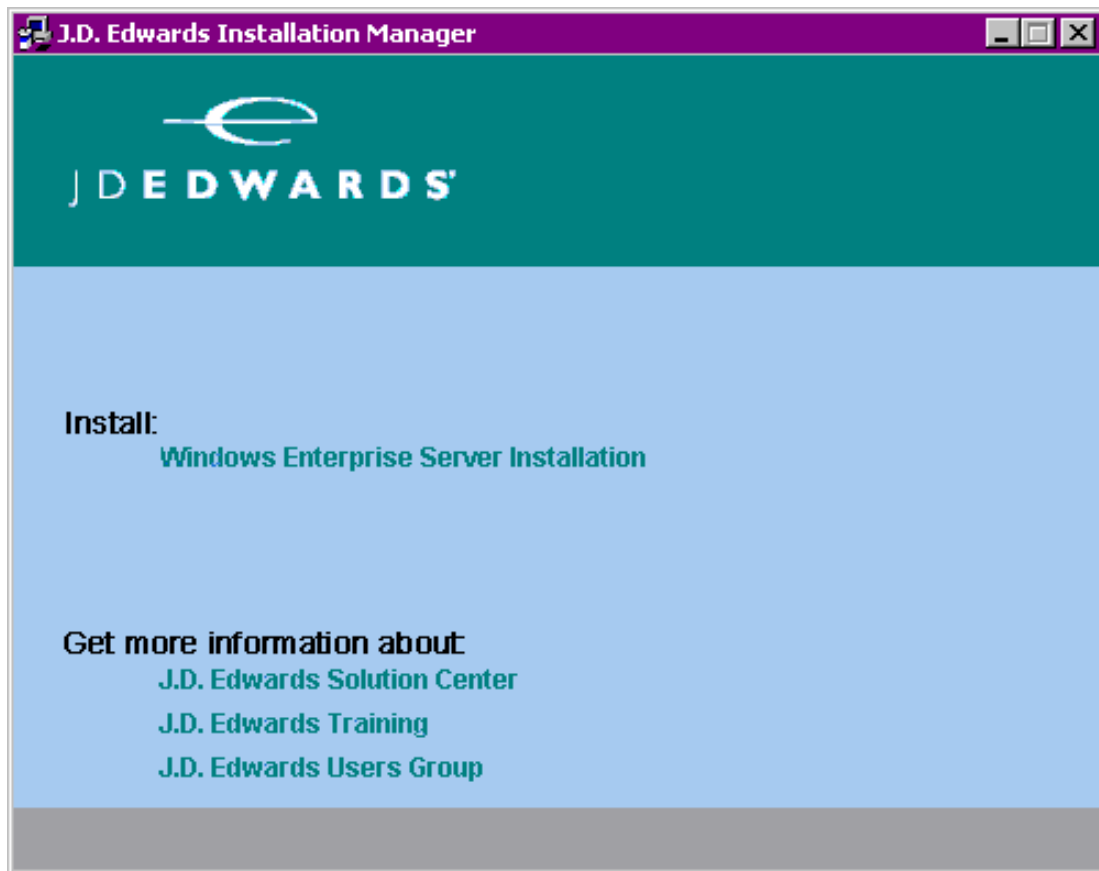 J.D. Edwards Installation Manager
JDEDWARDS'
Install:
Windows Enterprise Server Installation
Get more information about:
J.D. Edwards Solution Center
J.D. Edwards Training
J.D. Edwards Users Group